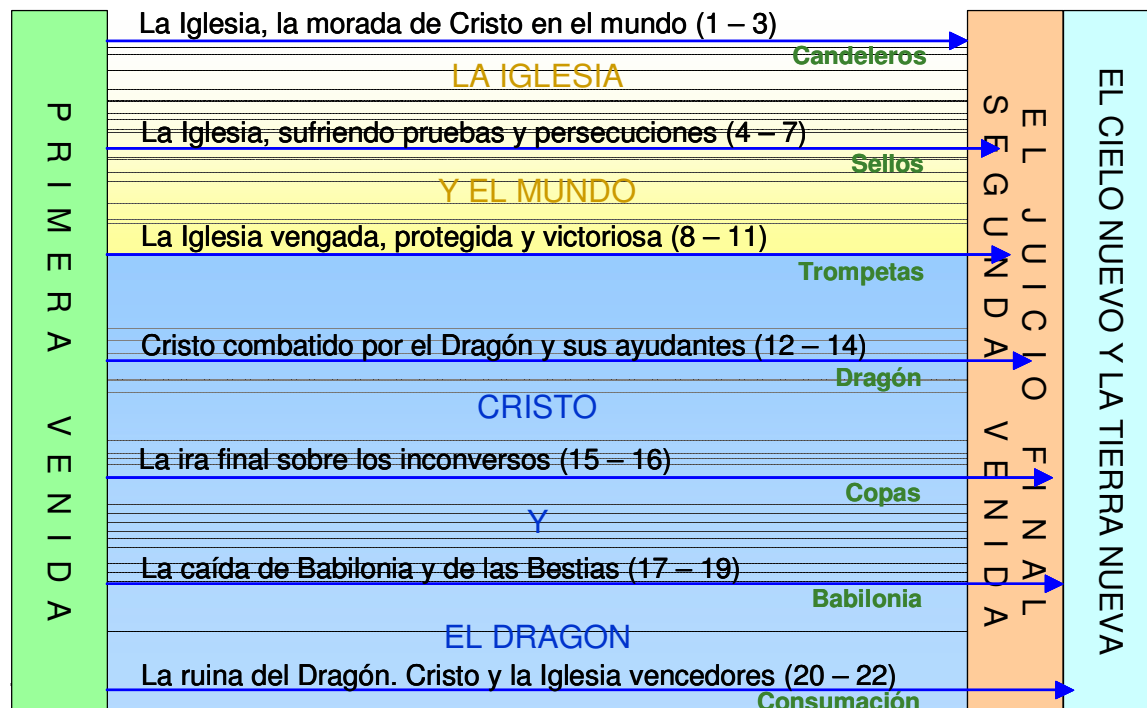 PRIMERA VENIDA
La Iglesia, la morada de Cristo en el mundo (1 – 3)
Candeleros
LA IGLESIA
La Iglesia, sufriendo pruebas y persecuciones (4 – 7)
Sellos
Y EL MUNDO
La Iglesia vengada, protegida y victoriosa (8 – 11)
Trompetas
Cristo combatido por el Dragón y sus ayudantes (12 – 14)
Dragón
CRISTO
La ira final sobre los inconversos (15 – 16)
Copas
Y
La caída de Babilonia y de las Bestias (17 – 19)
Babilonia
EL DRAGON
La ruina del Dragón. Cristo y la Iglesia vencedores (20 – 22)
Consumación
SEGUNDA VENIDA
EL JUICIO FINAL
EL CIELO NUEVO Y LA TIERRA NUEVA